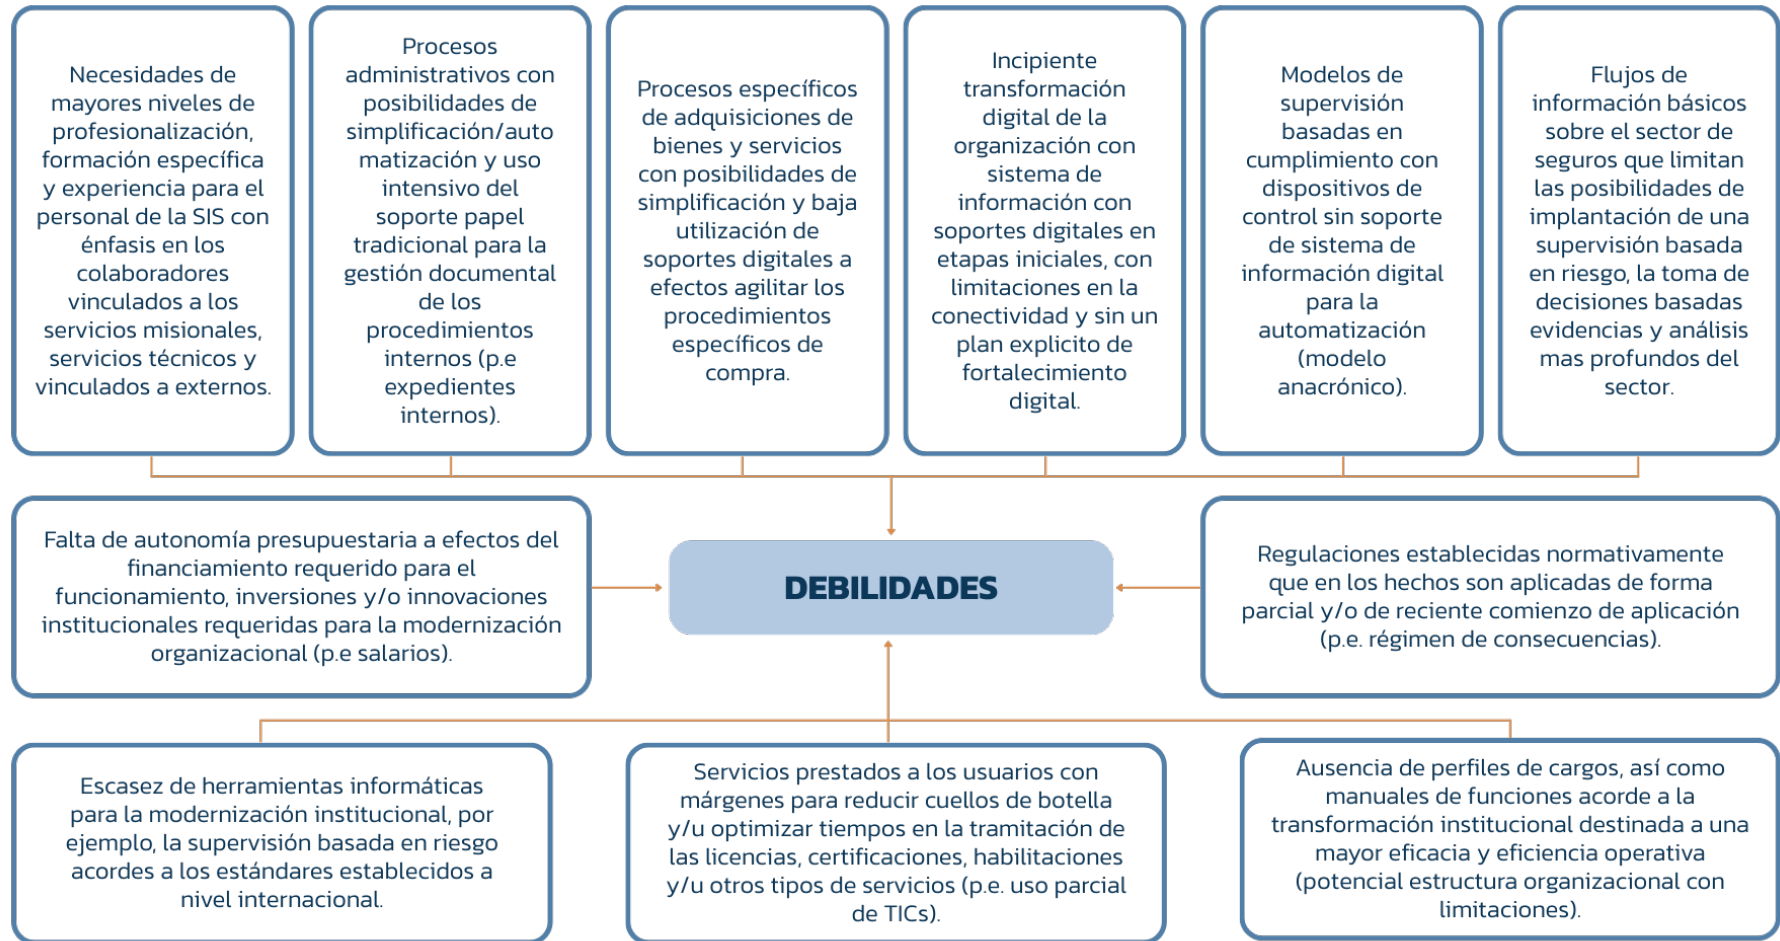 Necesidades de
mayores niveles de
profesionalización,
formación específica
y experiencia para el
personal de la SIS con
énfasis en los
colaboradores
vinculados a los
servicios misionales,
servicios técnicos y
vinculados a externos.
Procesos
administrativos con
posibilidades de
simplificación/auto
matización y uso
intensivo del
soporte papel
tradicional para la
gestión documental
de los
procedimientos
internos (p.e
expedientes
internos).
Procesos específicos
de adquisiciones de
bienes y servicios
con posibilidades de
simplificación y baja
utilización de
soportes digitales a
efectos agilitar los
procedimientos
específicos de
compra.
Incipiente
transformación
digital de la
organización con
sistema de
información con
soportes digitales en
etapas iniciales, con
limitaciones en la
conectividad y sin un
plan explicito de
fortalecimiento
digital.
Modelos de
supervisión
basadas en
cumplimiento con
dispositivos de
control sin soporte
de sistema de
información digital
para la
automatización
(modelo
anacrónico).
Flujos de
información básicos
sobre el sector de
seguros que limitan
las posibilidades de
implantación de una
supervisión basada
en riesgo, la toma de
decisiones basadas
evidencias y análisis
mas profundos del
sector.
Falta de autonomía presupuestaria a efectos del
financiamiento requerido para el
funcionamiento, inversiones y/o innovaciones
institucionales requeridas para la modernización
organizacional (p.e salarios).
DEBILIDADES
Regulaciones establecidas normativamente
que en los hechos son aplicadas de forma
parcial y/o de reciente comienzo de aplicación
(p.e. régimen de consecuencias).
Escasez de herramientas informáticas
para la modernización institucional, por
ejemplo, la supervisión basada en riesgo
acordes a los estándares establecidos a
nivel internacional.
Servicios prestados a los usuarios con
márgenes para reducir cuellos de botella
y/u optimizar tiempos en la tramitación de
las licencias, certificaciones, habilitaciones
y/u otros tipos de servicios (p.e. uso parcial
de TICs).
Ausencia de perfiles de cargos, así como
manuales de funciones acorde a la
transformación institucional destinada a una
mayor eficacia y eficiencia operativa
(potencial estructura organizacional con
limitaciones).